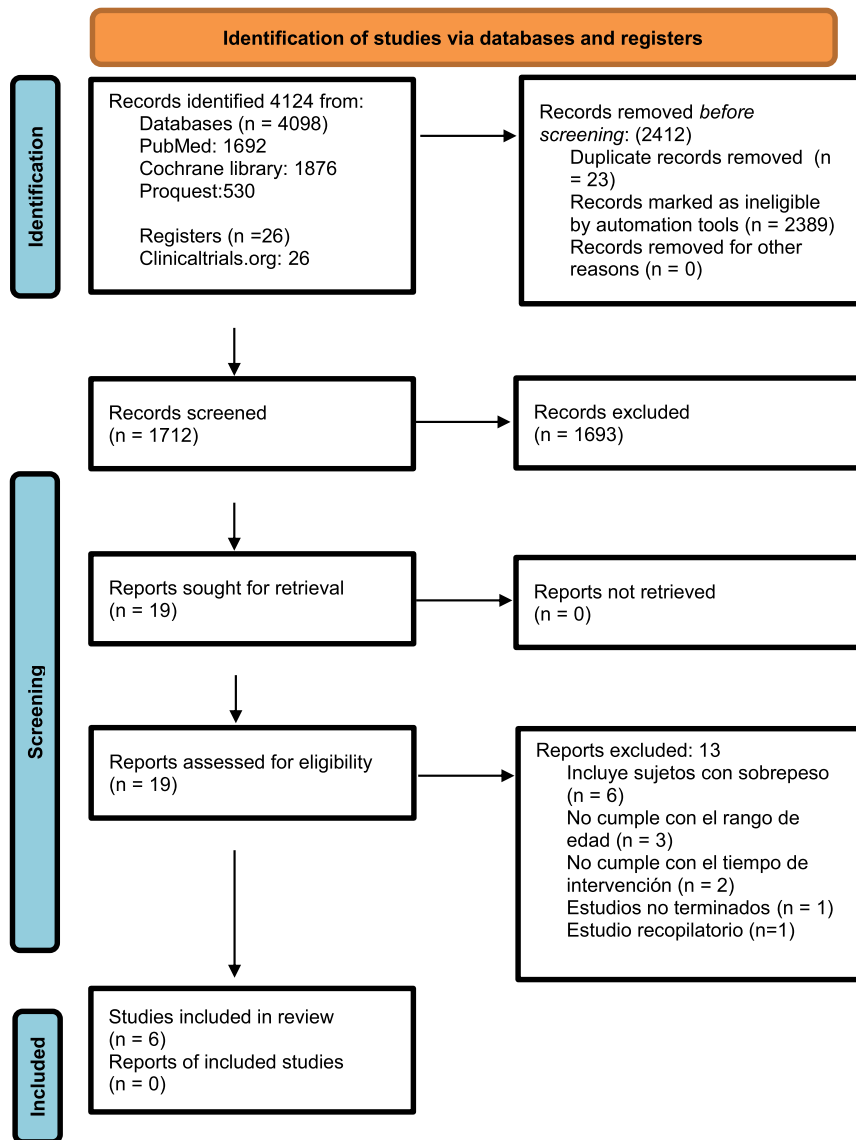 Identification of studies via databases and registers
Identification
Records identified 4124 from:
Databases (n = 4098)
PubMed: 1692
Cochrane library: 1876
Proquest:530
Registers (n =26)
Clinicaltrials.org: 26
Records removed before
screening: (2412)
Duplicate records removed (n
= 23)
Records marked as ineligible
by automation tools (n = 2389)
Records removed for other
reasons (n = 0)
Screening
Records screened
(n = 1712)
Records excluded
(n = 1693)
Reports sought for retrieval
(n = 19)
Reports not retrieved
(n = 0)
Reports assessed for eligibility
(n = 19)
Reports excluded: 13
Incluye sujetos con sobrepeso
(n = 6)
No cumple con el rango de
edad (n = 3)
No cumple con el tiempo de
intervención (n = 2)
Estudios no terminados (n = 1)
Estudio recopilatorio (n=1)
Included
Studies included in review
(n = 6)
Reports of included studies
(n = 0)